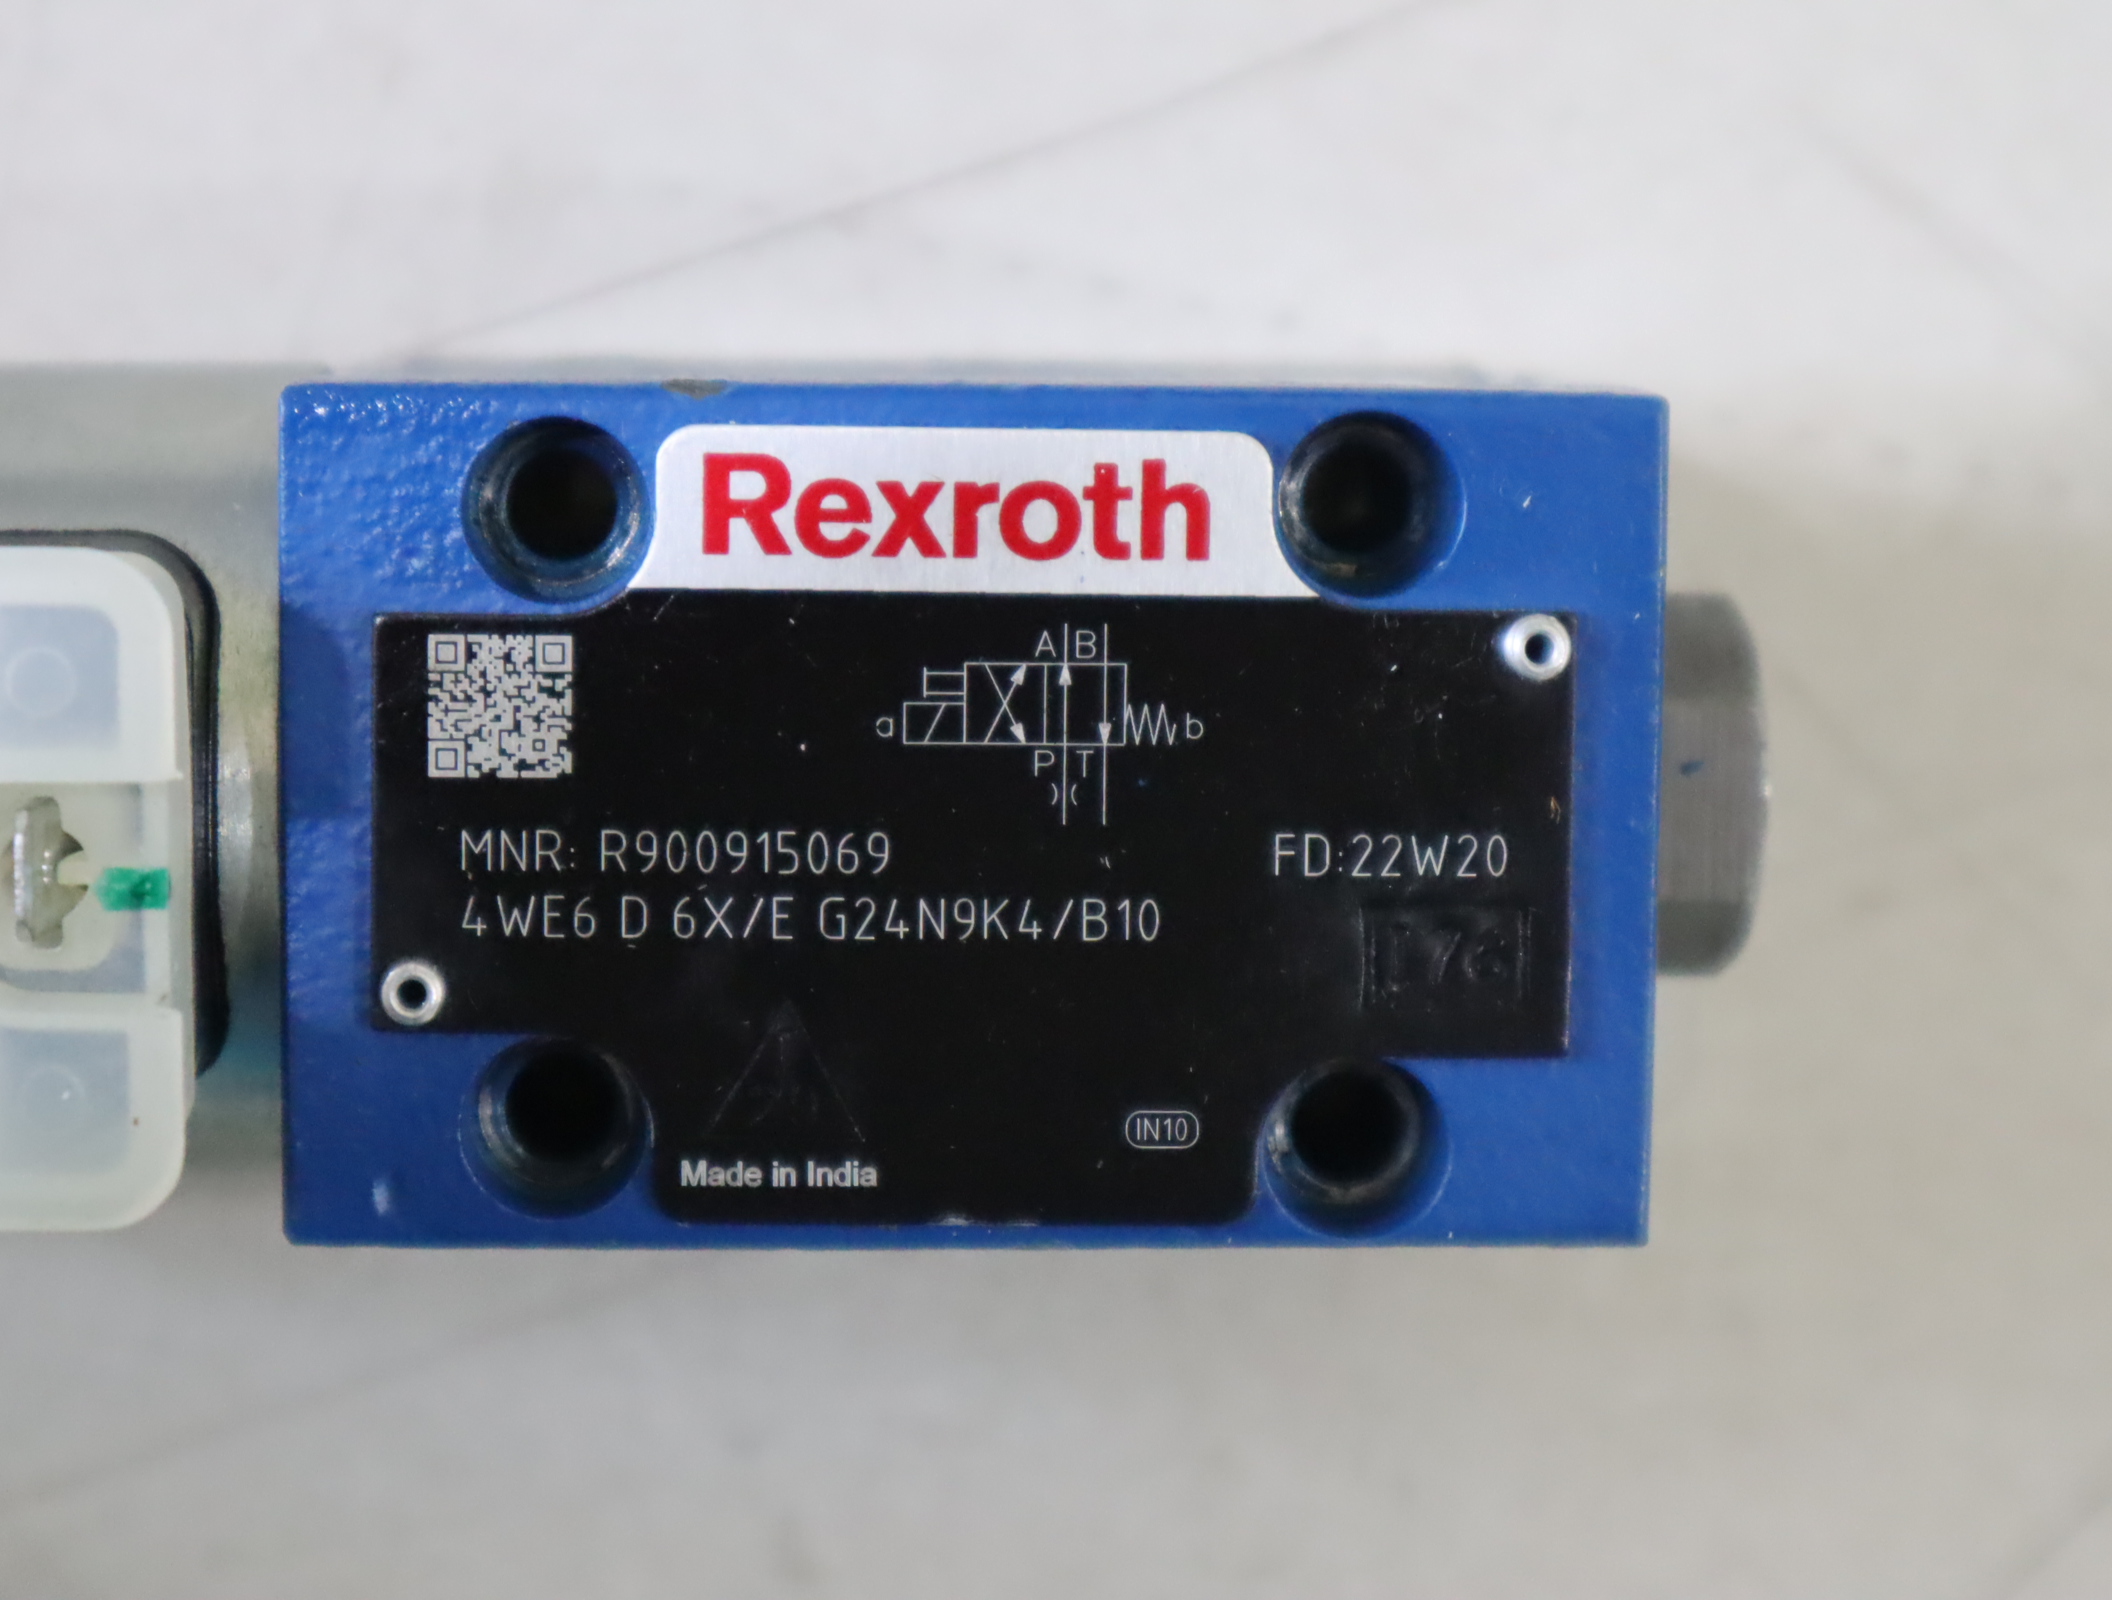 Rexroth
A B
a b
P T
MNR: R900915069 FD:22W20
4WE6 D 6X/E G24N9K4/B10
IN10
Made in India